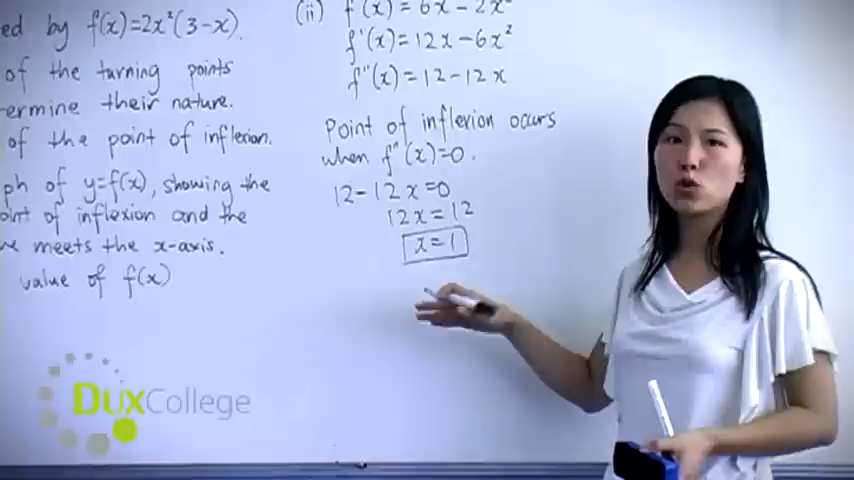 ed by f(x)=2x²(3-x).
of the turning points
ermine their nature.
of the point of inflexion.
ph of y=f(x), showing the
oint of inflexion and the
e meets the x-axis.
value of f(x)
(ii) f(x)=6x²-2x³
f'(x)=12x-6x²
f"(x)=12-12x
Point of inflexion occurs
when f"(x)=0.
12-12x=0
12x=12
x=1
DuxCollege